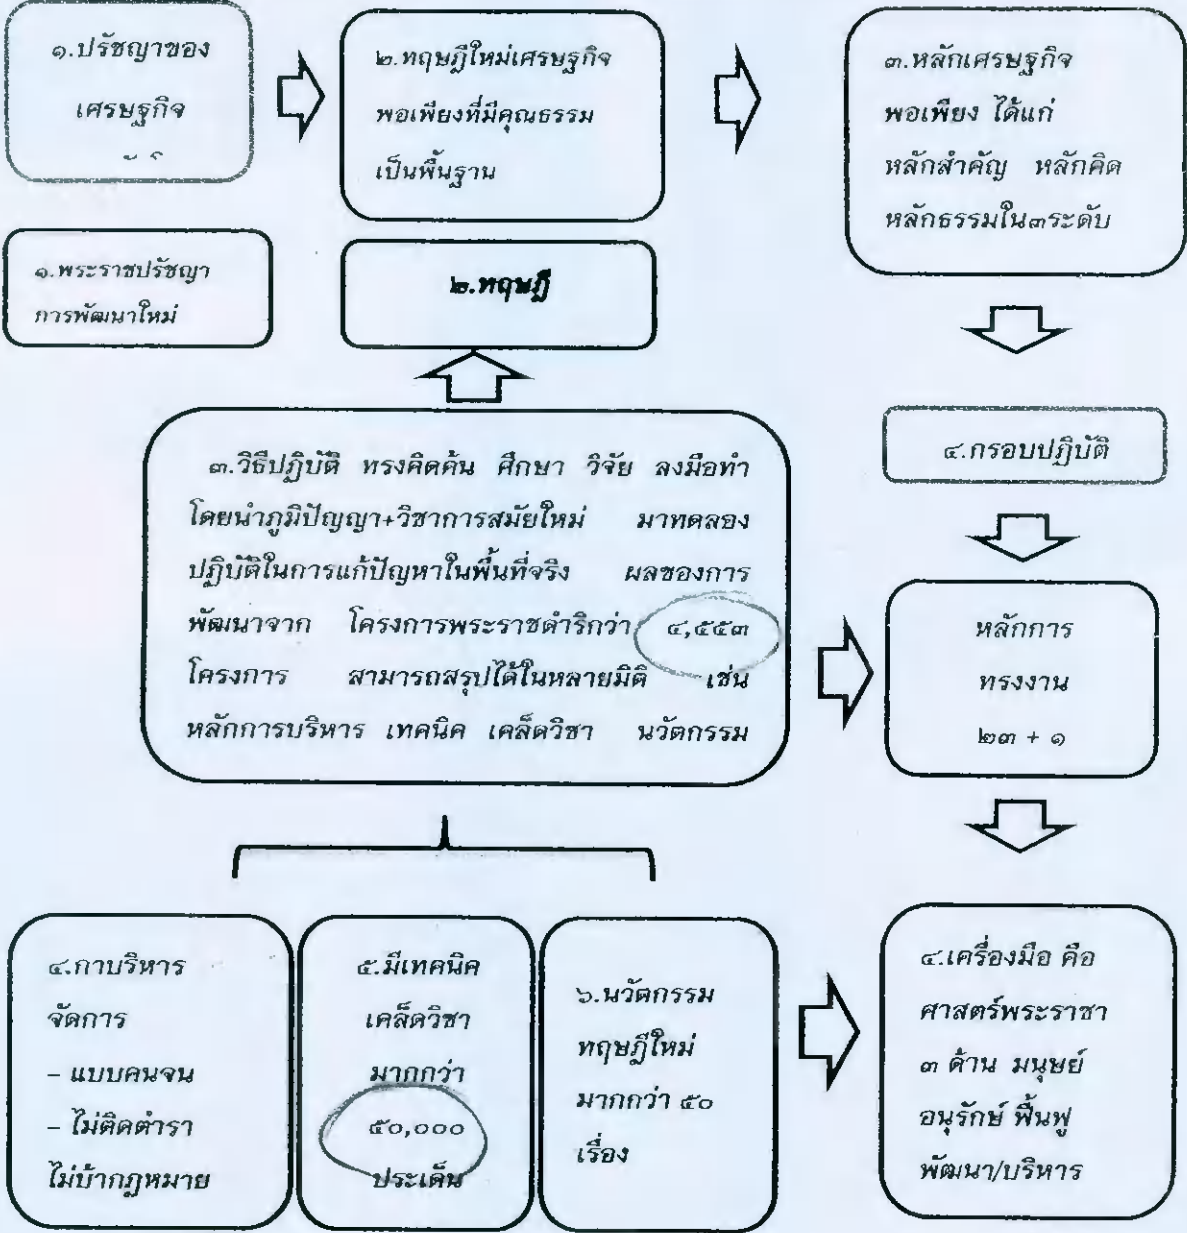 ๑.ปรัชญาของ
เศรษฐกิจ
๒.ทฤษฎีใหม่เศรษฐกิจ
พอเพียงที่มีคุณธรรม
เป็นพื้นฐาน
๓.หลักเศรษฐกิจ
พอเพียง ได้แก่
หลักสำคัญ หลักคิด
หลักธรรมใน๓ระดับ
๑.พระราชปรัชญา
การพัฒนาใหม่
๒.ทฤษฎี
๓.วิธีปฏิบัติ ทรงคิดค้น ศึกษา วิจัย ลงมือทำ
โดยนำภูมิปัญญา+วิชาการสมัยใหม่ มาทดลอง
ปฏิบัติในการแก้ปัญหาในพื้นที่จริง ผลของการ
พัฒนาจาก โครงการพระราชดำริกว่า ๔,๕๕๓
โครงการ สามารถสรุปได้ในหลายมิติ เช่น
หลักการบริหาร เทคนิค เคล็ดวิชา นวัตกรรม
๔.กรอบปฏิบัติ
หลักการ
ทรงงาน
๒๓ + ๑
๔.กาบริหาร
จัดการ
- แบบคนจน
- ไม่ติดตำรา
ไม่บ้ากฎหมาย
๕.มีเทคนิค
เคล็ดวิชา
มากกว่า
๕๐,๐๐๐
ประเด็น
๖.นวัตกรรม
ทฤษฎีใหม่
มากกว่า ๕๐
เรื่อง
๔.เครื่องมือ คือ
ศาสตร์พระราชา
๓ ด้าน มนุษย์
อนุรักษ์ ฟื้นฟู
พัฒนา/บริหาร